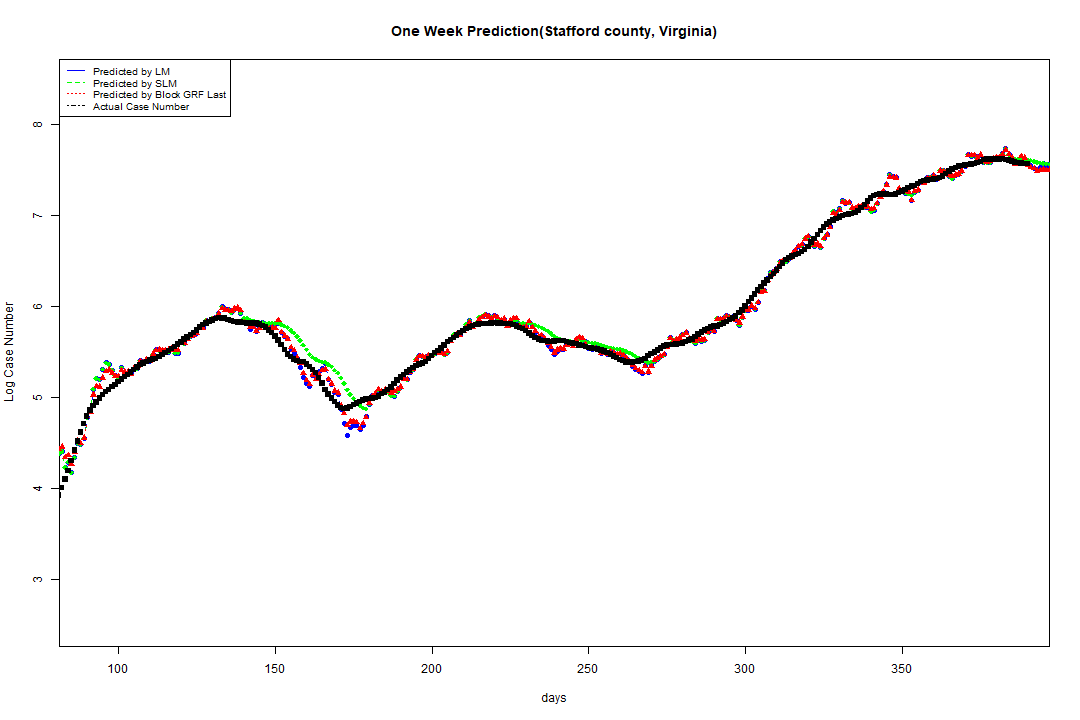 One Week Prediction(Stafford county, Virginia)
Predicted by LM
Predicted by SLM
Predicted by Block GRF Last
Actual Case Number
8
7
6
5
4
3
Log Case Number
100 150 200 250 300 350
days